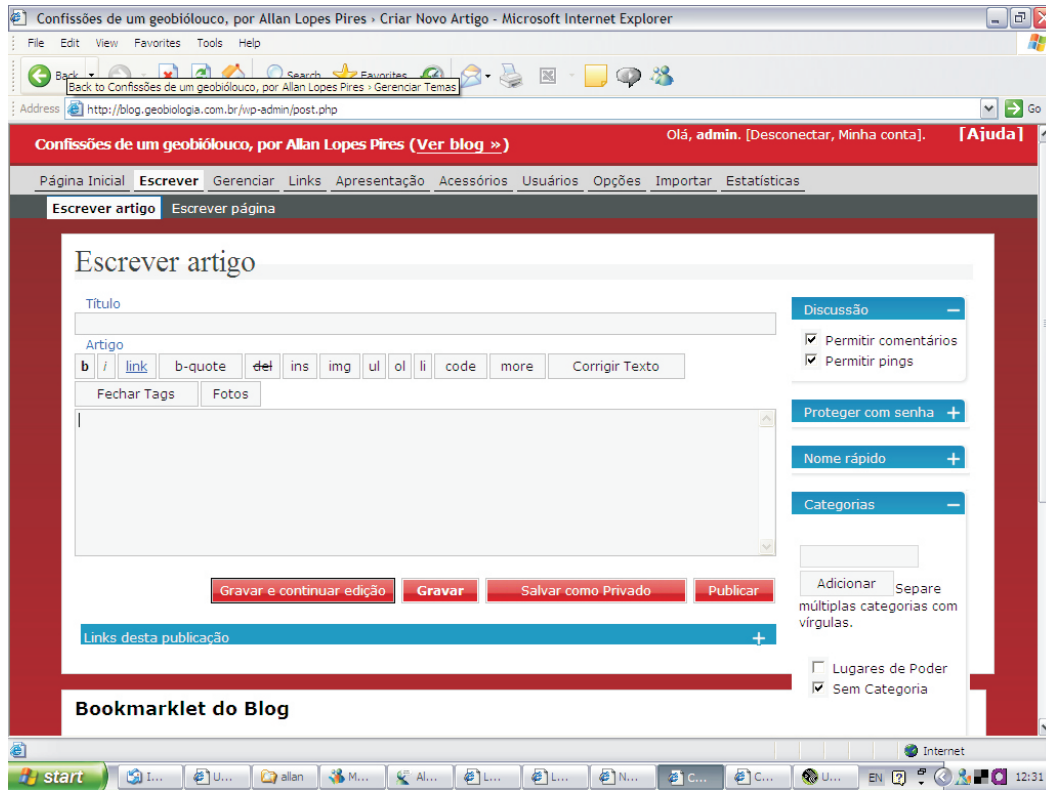 Confissões de um geobiólouco, por Allan Lopes Pires › Criar Novo Artigo - Microsoft Internet Explorer
File Edit View Favorites Tools Help
Back Search Favorites
Back to Confissões de um geobiólouco, por Allan Lopes Pires › Gerenciar Temas
Address http://blog.geobiologia.com.br/wp-admin/post.php Go
Confissões de um geobiólouco, por Allan Lopes Pires (Ver blog »)
Olá, admin. [Desconectar, Minha conta]. [Ajuda]
Página Inicial Escrever Gerenciar Links Apresentação Acessórios Usuários Opções Importar Estatísticas
Escrever artigo Escrever página
Escrever artigo
Título
Artigo
b i link b-quote del ins img ul ol li code more Corrigir Texto
Fechar Tags Fotos
Gravar e continuar edição Gravar Salvar como Privado Publicar
Links desta publicação +
Discussão −
Permitir comentários
Permitir pings
Proteger com senha +
Nome rápido +
Categorias −
Adicionar Separe
múltiplas categorias com
vírgulas.
Lugares de Poder
Sem Categoria
Bookmarklet do Blog
Internet
start I... U... allan M... Al... L... L... N... C... C... U... EN 12:31